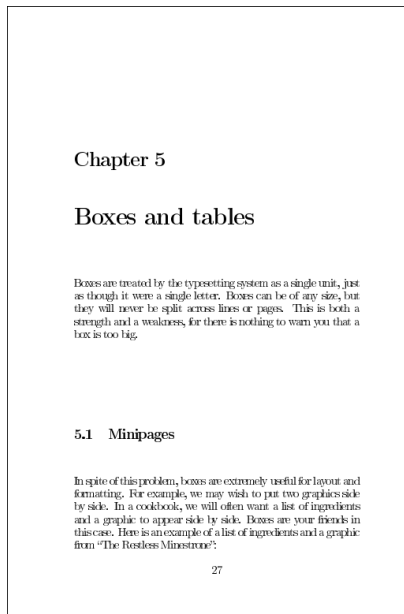 Chapter 5
Boxes and tables
Boxes are treated by the typesetting system as a single unit, just
as though it were a single letter. Boxes can be of any size, but
they will never be split across lines or pages. This is both a
strength and a weakness, for there is nothing to warn you that a
box is too big.
5.1 Minipages
In spite of this problem, boxes are extremely useful for layout and
formatting. For example, we may wish to put two graphics side
by side. In a cookbook, we will often want a list of ingredients
and a graphic to appear side by side. Boxes are your friends in
this case. Here is an example of a list of ingredients and a graphic
from “The Restless Minestrone”:
27